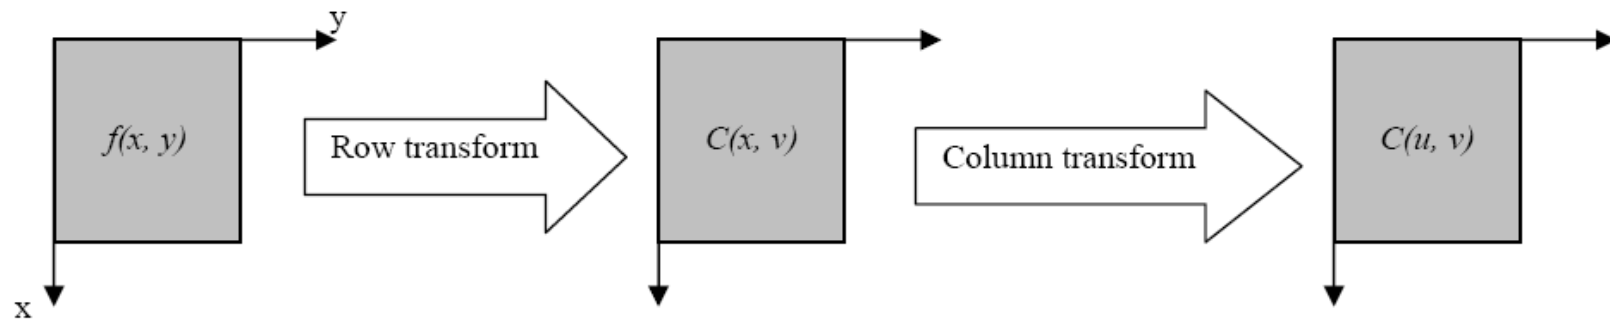 y
f(x, y)
Row transform
C(x, v)
Column transform
C(u, v)
x